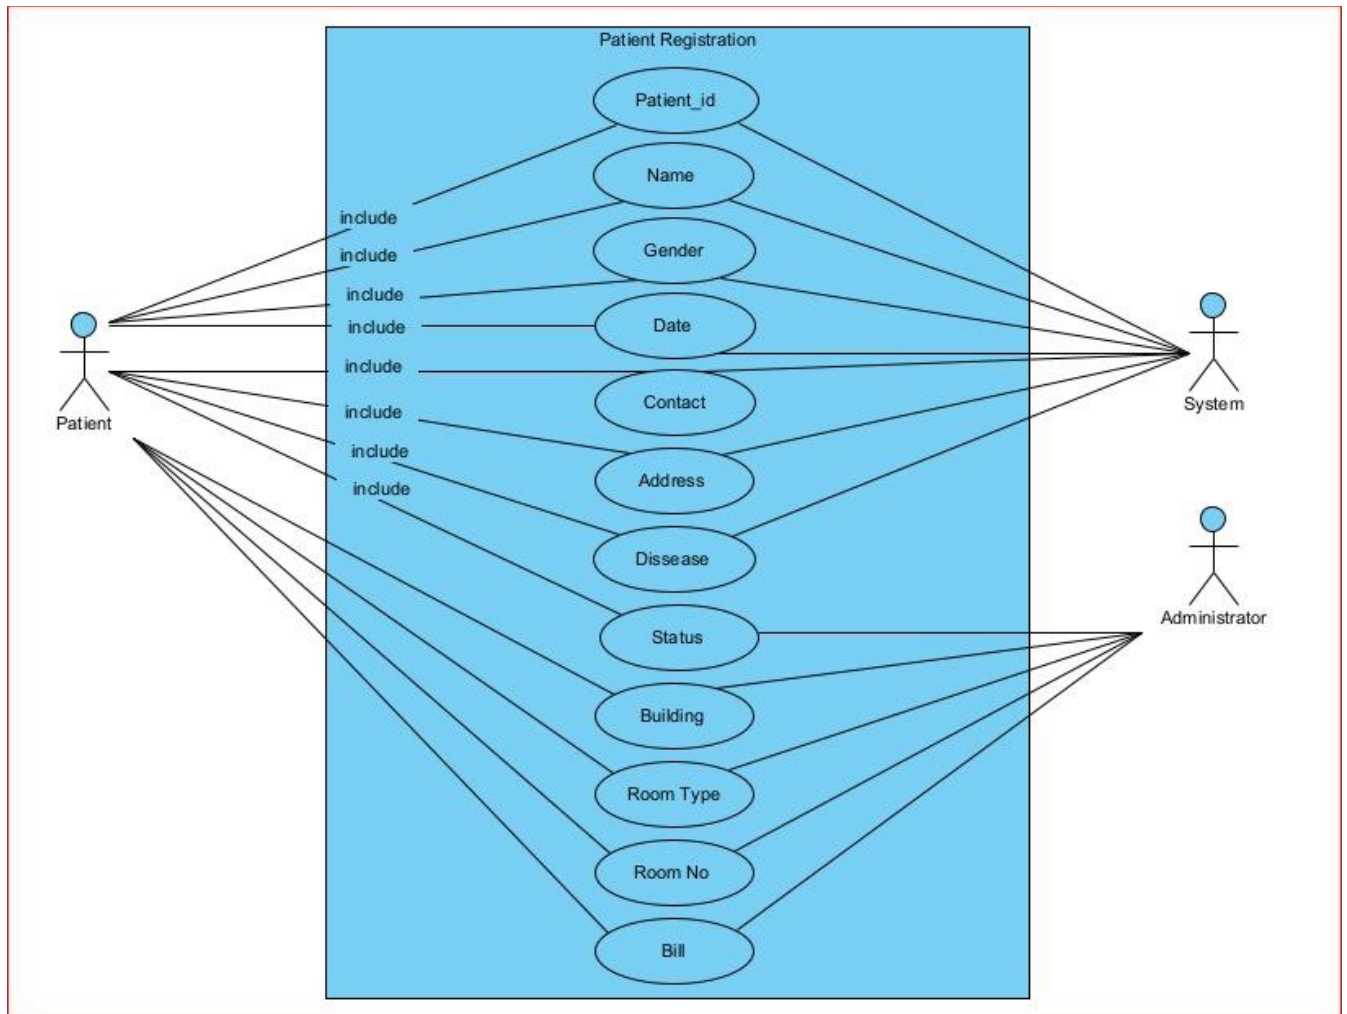 Patient Registration
Patient_id
Name
include
include
Gender
include
Date
include
include
Contact
include
Address
include
include
Dissease
Status
Building
Room Type
Room No
Bill
Patient
System
Administrator